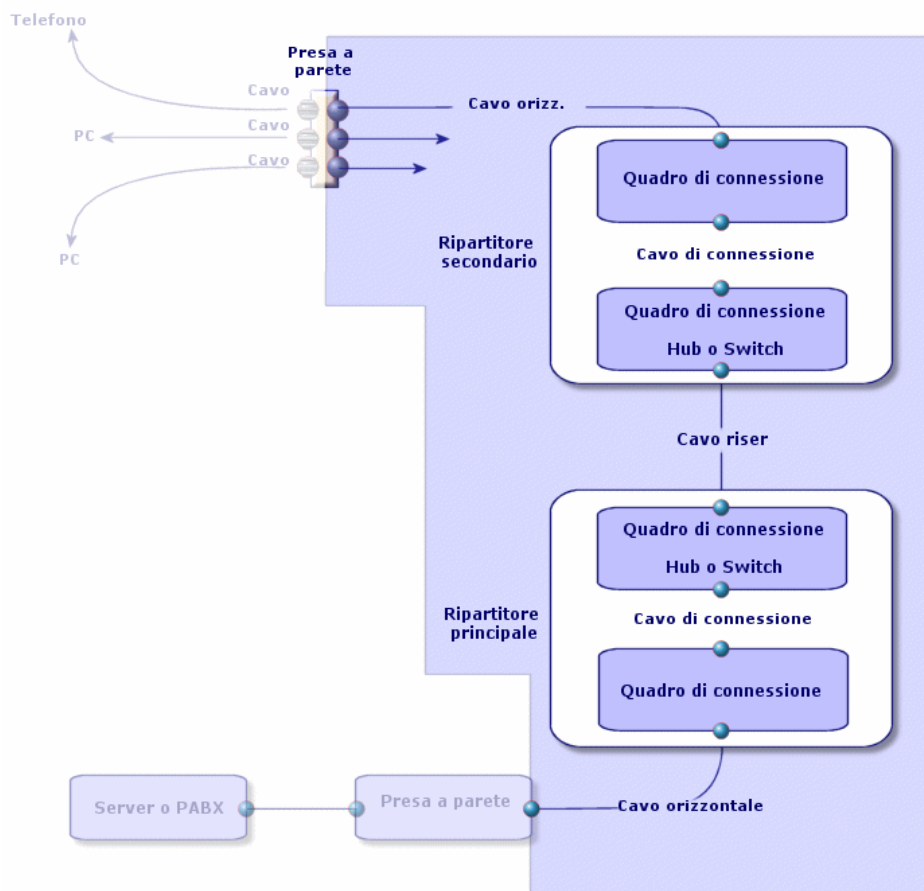 Telefono
Presa a
parete
Cavo
Cavo orizz.
Cavo
PC
Cavo
Quadro di connessione
Ripartitore
secondario
Cavo di connessione
PC
Quadro di connessione
Hub o Switch
Cavo riser
Quadro di connessione
Hub o Switch
Ripartitore
principale
Cavo di connessione
Quadro di connessione
Server o PABX
Presa a parete
Cavo orizzontale